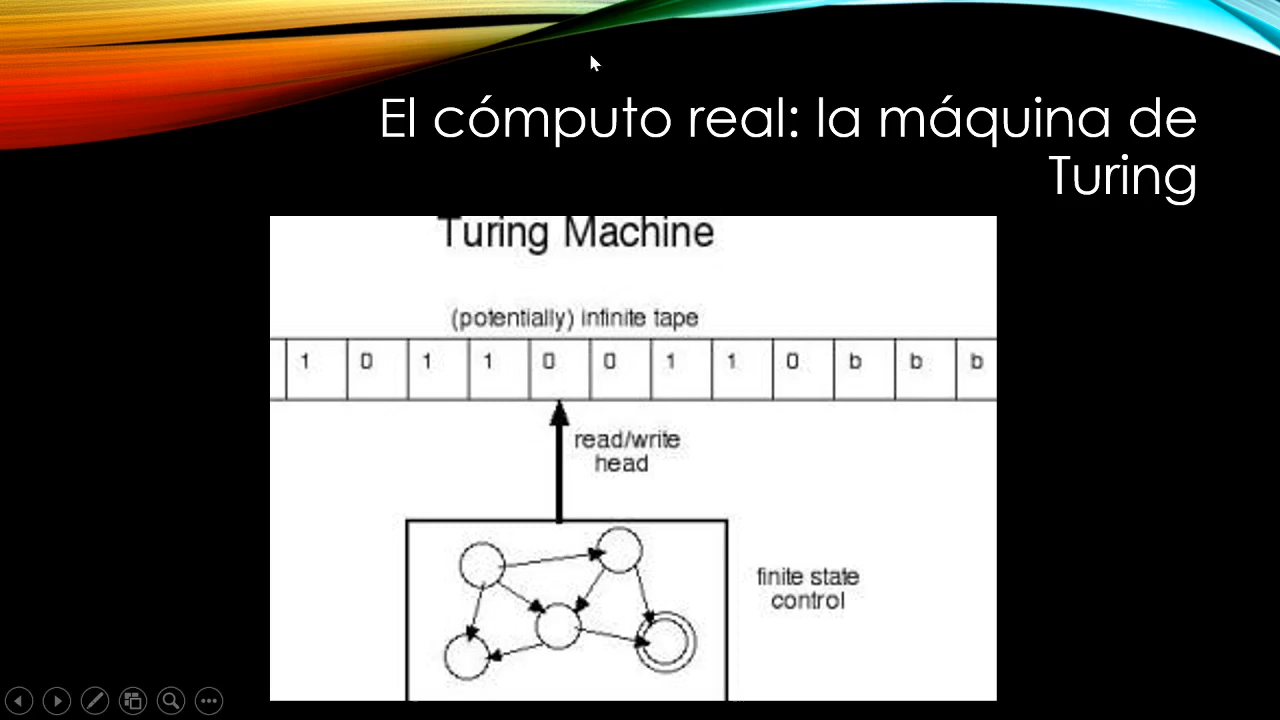 El cómputo real: la máquina de
Turing
Turing Machine
(potentially) infinite tape
1 0 1 1 0 0 1 1 0 b b b
read/write
head
finite state
control